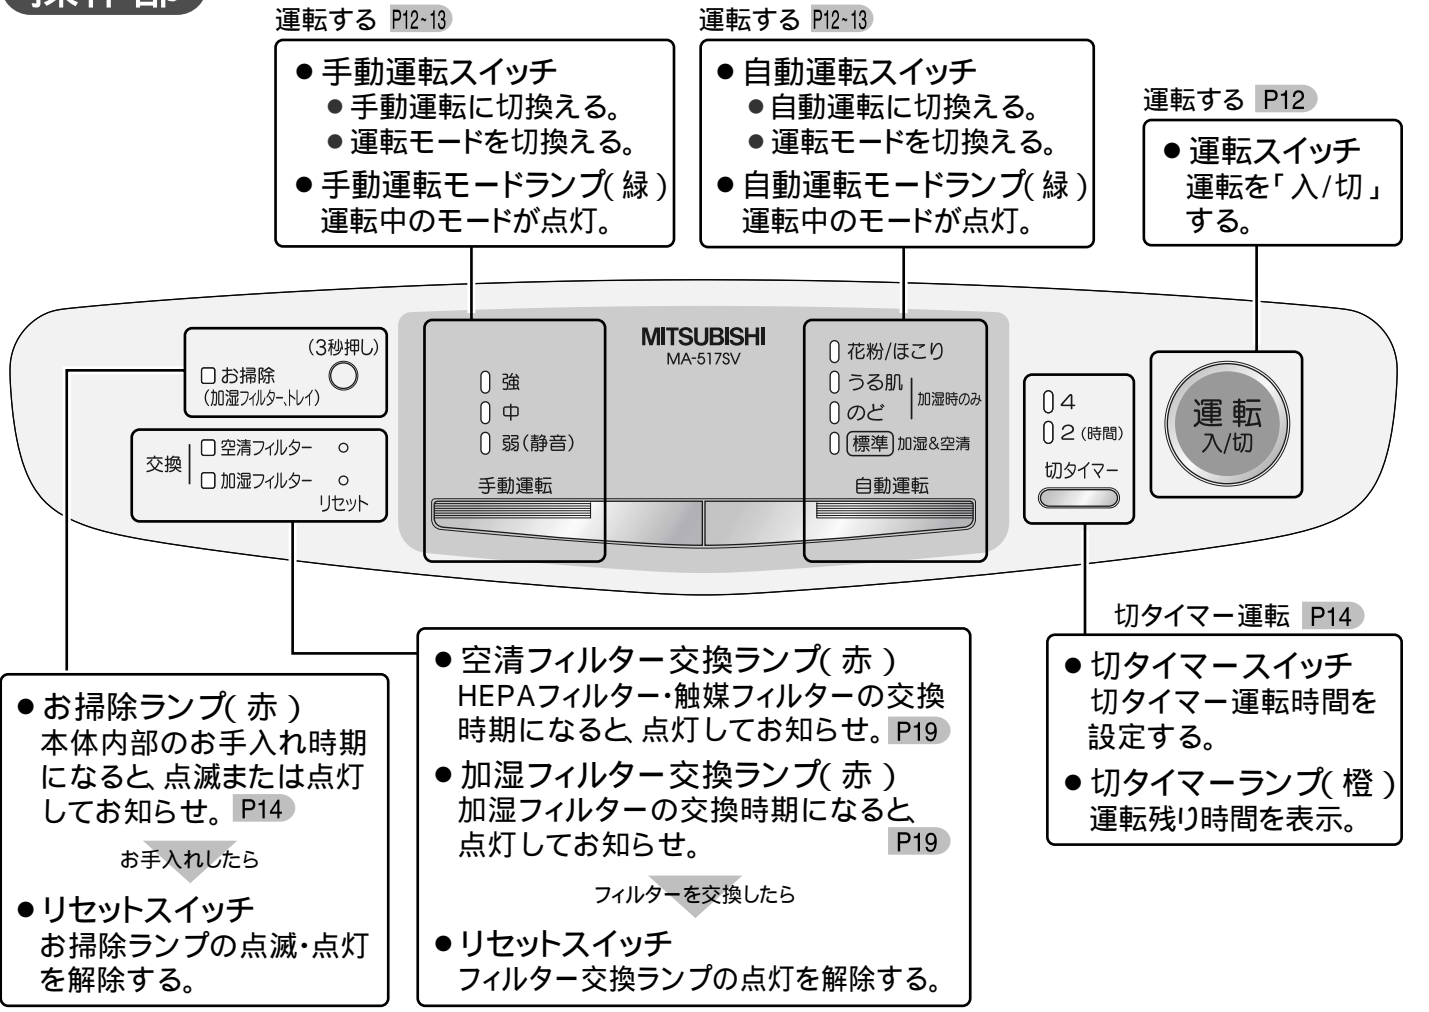 運転する P12~13
● 手動運転スイッチ
● 手動運転に切換える。
● 運転モードを切換える。
● 手動運転モードランプ(緑)
運転中のモードが点灯。
運転する P12~13
● 自動運転スイッチ
● 自動運転に切換える。
● 運転モードを切換える。
● 自動運転モードランプ(緑)
運転中のモードが点灯。
運転する P12
● 運転スイッチ
運転を「入/切」
する。
(3秒押し)
お掃除
(加湿フィルター、トレイ)
交換
空清フィルター
加湿フィルター
リセット
強
中
弱(静音)
手動運転
MITSUBISHI
MA-517SV
花粉/ほこり
うる肌
のど
加湿時のみ
標準 加湿&空清
自動運転
4
2 (時間)
切タイマー
運転
入/切
● お掃除ランプ(赤)
本体内部のお手入れ時期
になると、点滅または点灯
してお知らせ。 P14
お手入れしたら
● リセットスイッチ
お掃除ランプの点滅・点灯
を解除する。
● 空清フィルター交換ランプ(赤)
HEPAフィルター・触媒フィルターの交換
時期になると、点灯してお知らせ。 P19
● 加湿フィルター交換ランプ(赤)
加湿フィルターの交換時期になると、
点灯してお知らせ。 P19
フィルターを交換したら
● リセットスイッチ
フィルター交換ランプの点灯を解除する。
切タイマー運転 P14
● 切タイマースイッチ
切タイマー運転時間を
設定する。
● 切タイマーランプ(橙)
運転残り時間を表示。